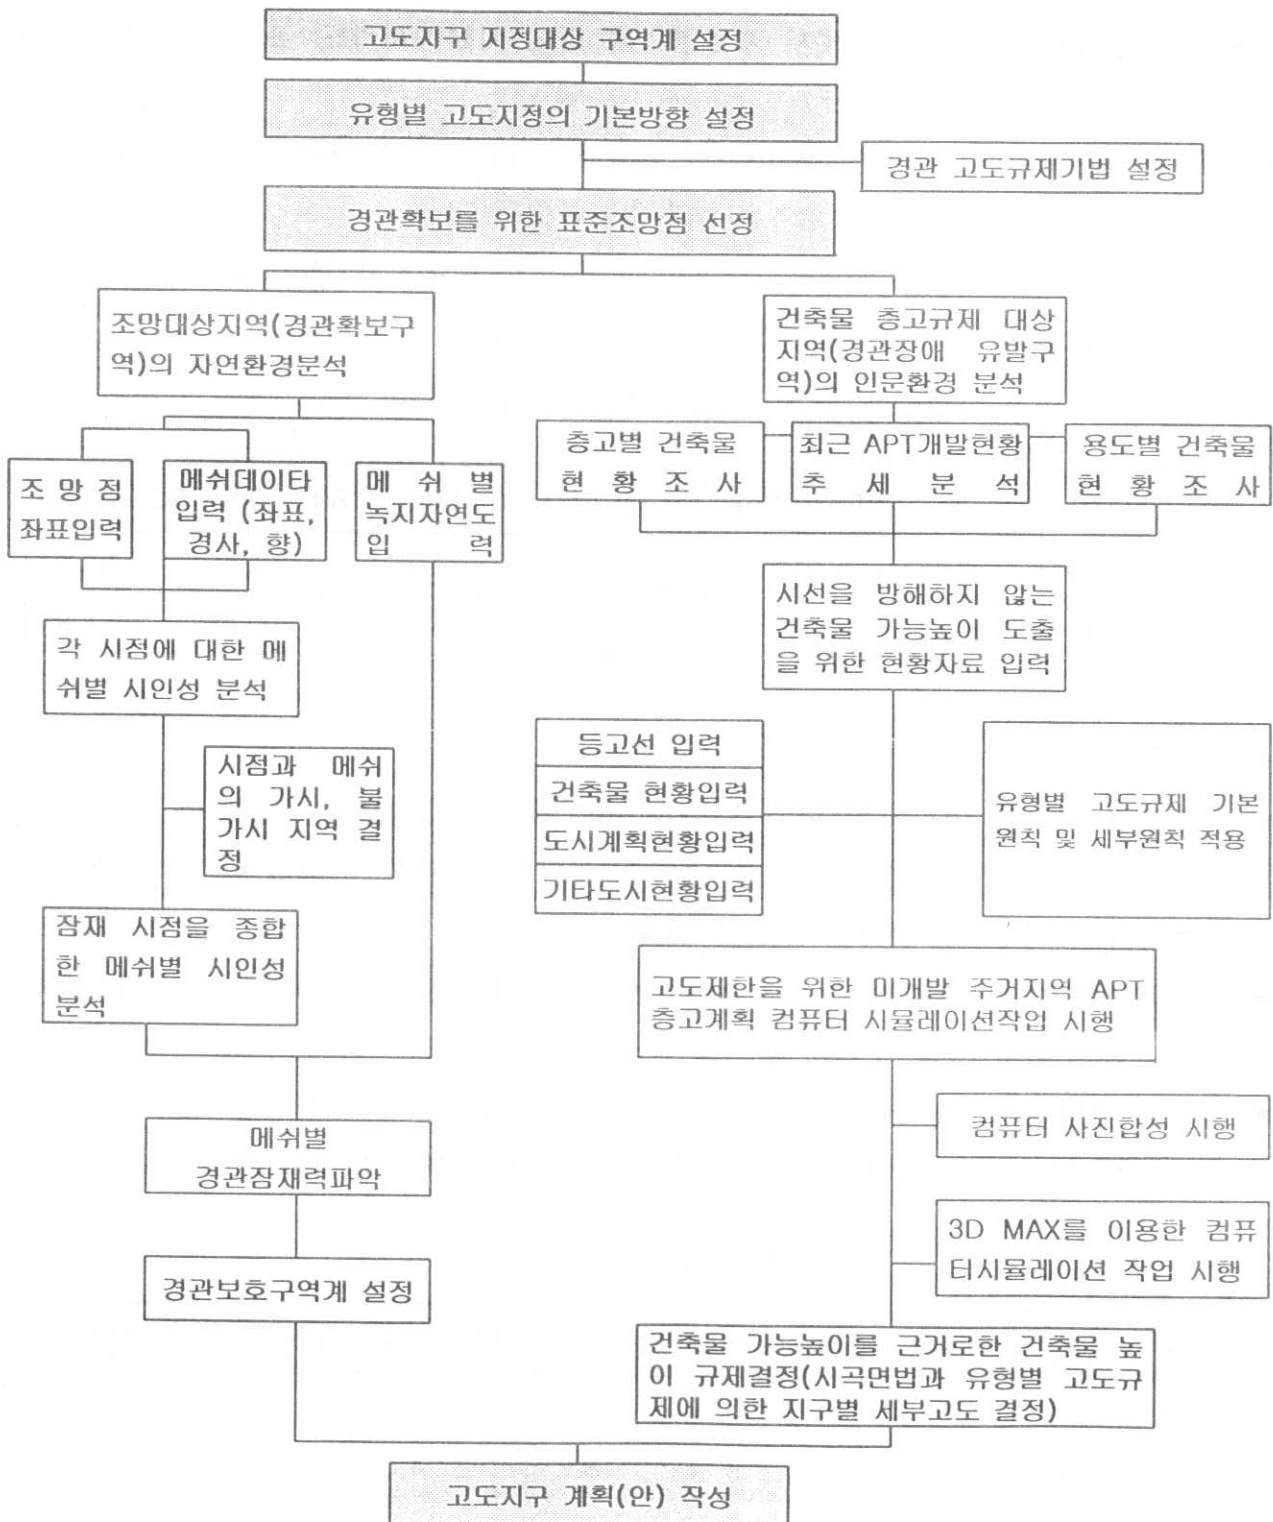 고도지구 지정대상 구역계 설정
유형별 고도지정의 기본방향 설정
경관 고도규제기법 설정
경관확보를 위한 표준조망점 선정
조망대상지역(경관확보구
역)의 자연환경분석
건축물 층고규제 대상
지역(경관장애 유발구
역)의 인문환경 분석
조 망 점
좌표입력
메쉬데이타
입력 (좌표,
경사, 향)
메 쉬 별
녹지자연도
입 력
층고별 건축물
현 황 조 사
최근 APT개발현황
추 세 분 석
용도별 건축물
현 황 조 사
시선을 방해하지 않는
건축물 가능높이 도출
을 위한 현황자료 입력
각 시점에 대한 메
쉬별 시인성 분석
시점과 메쉬
의 가시, 불
가시 지역 결
정
등고선 입력
건축물 현황입력
도시계획현황입력
기타도시현황입력
유형별 고도규제 기본
원칙 및 세부원칙 적용
잠재 시점을 종합
한 메쉬별 시인성
분석
고도제한을 위한 미개발 주거지역 APT
층고계획 컴퓨터 시뮬레이션작업 시행
메쉬별
경관잠재력파악
컴퓨터 사진합성 시행
3D MAX를 이용한 컴퓨
터시뮬레이션 작업 시행
경관보호구역계 설정
건축물 가능높이를 근거로한 건축물 높
이 규제결정(시곡면법과 유형별 고도규
제에 의한 지구별 세부고도 결정)
고도지구 계획(안) 작성